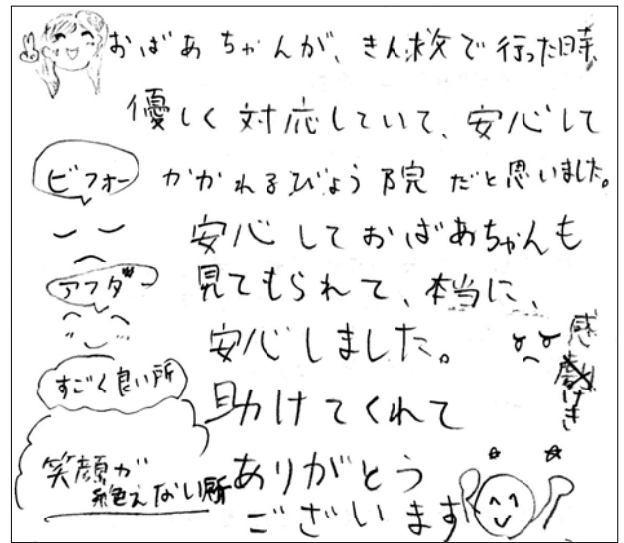 おばあちゃんが、きん救で行った時、
優しく対応していて、安心して
かかれるびょう院だと思いました。
安心しておばあちゃんも
見てもられて、本当に、
安心しました。
助けてくれて
ありがとう
ございます
ビフォー
アフター
すごく良い所
笑顔が
絶えない所
感
げき